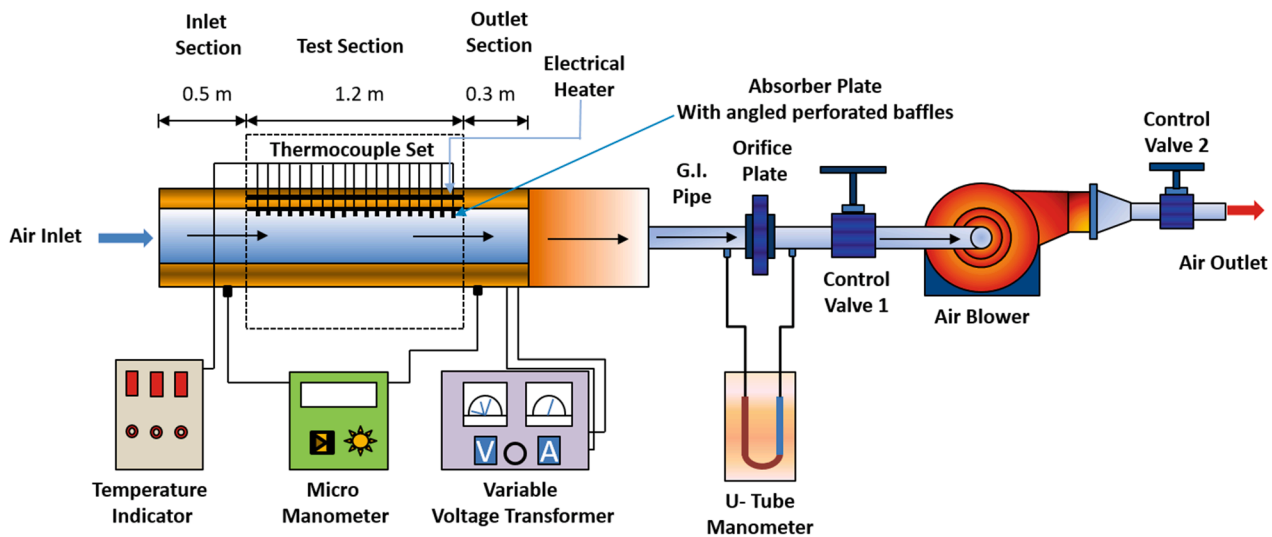 Inlet
Section
Test Section
Outlet
Section
0.5 m
1.2 m
0.3 m
Electrical
Heater
Absorber Plate
With angled perforated baffles
Thermocouple Set
G.I.
Pipe
Orifice
Plate
Control
Valve 2
Air Inlet
Control
Valve 1
Air Blower
Air Outlet
V
A
Temperature
Indicator
Micro
Manometer
Variable
Voltage Transformer
U- Tube
Manometer